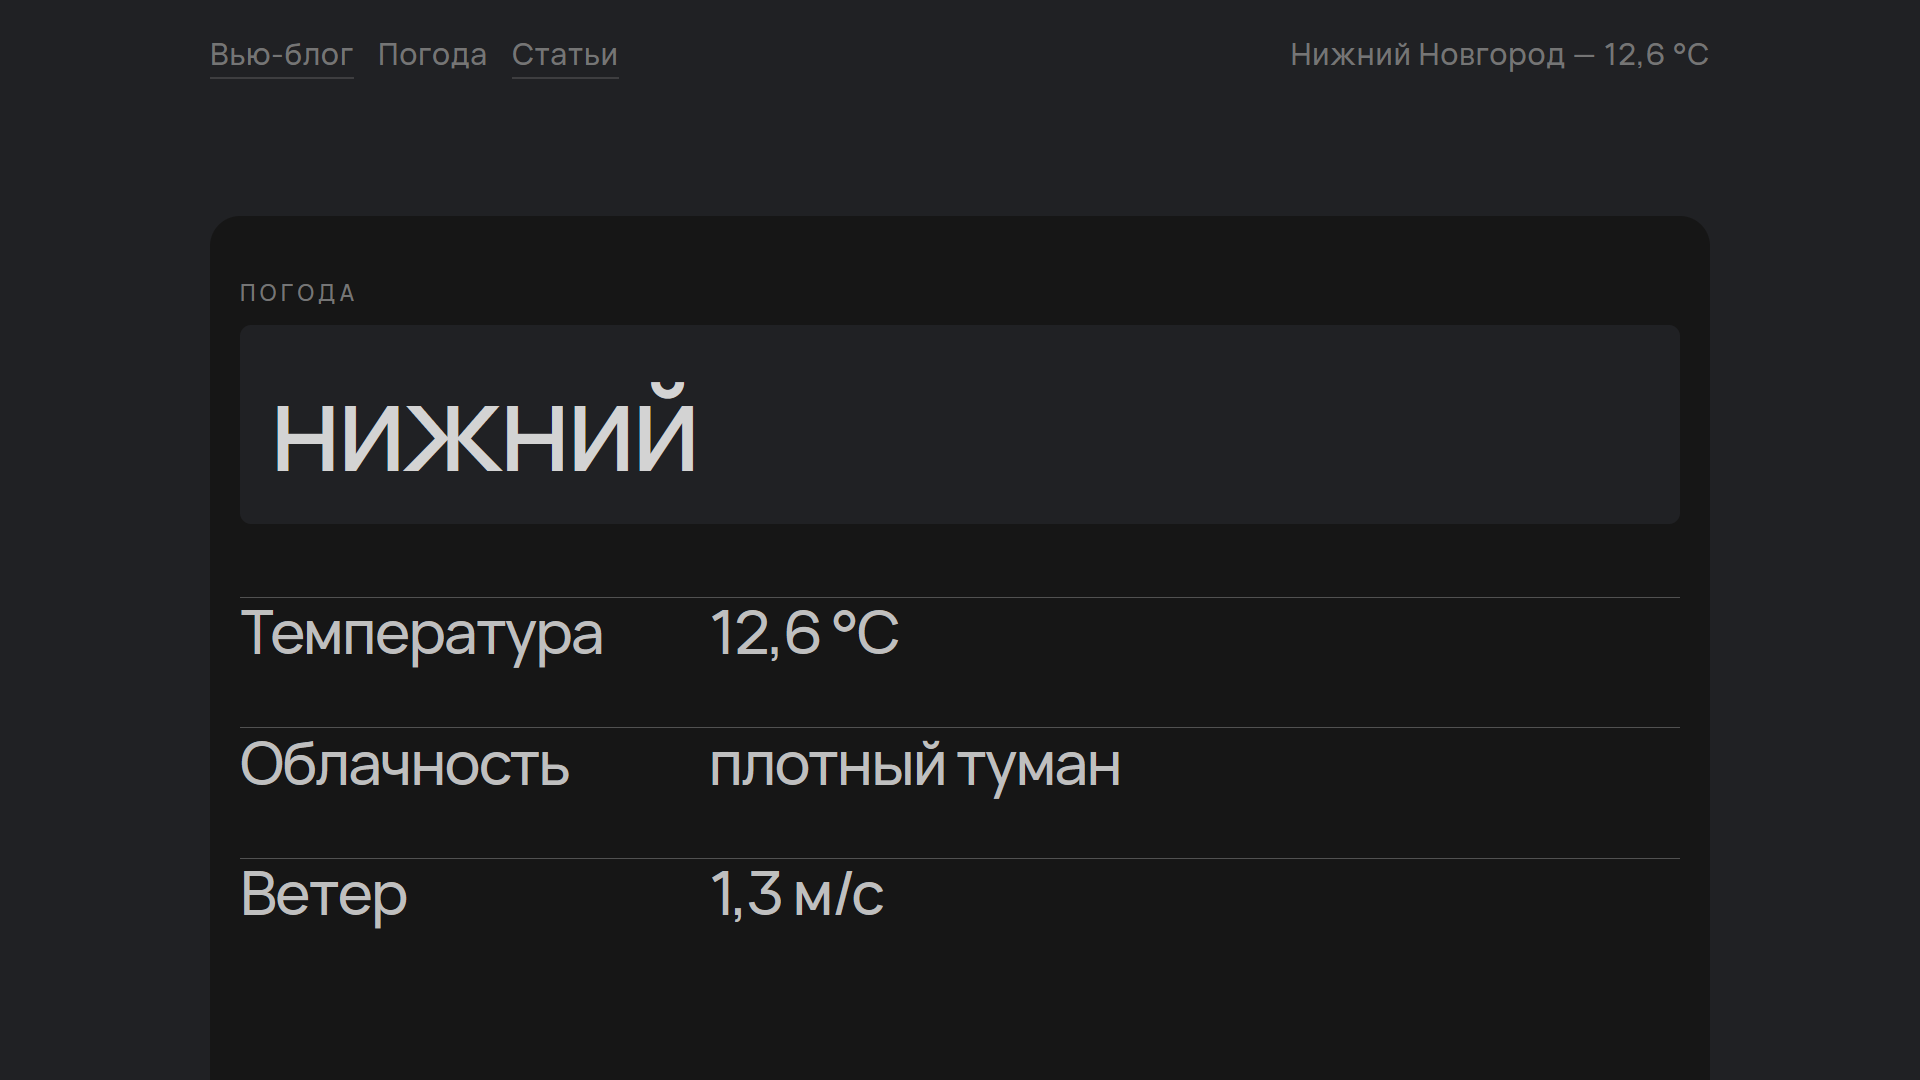 Вью-блог Погода Статьи
Нижний Новгород — 12,6 °C
ПОГОДА
нижний
Температура 12,6 °C
Облачность плотный туман
Ветер 1,3 м/с